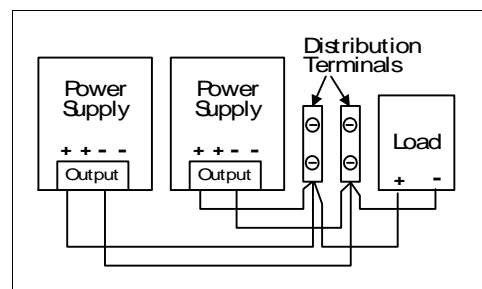 Distribution
Terminals
Power
Supply
+ + - -
Output
Power
Supply
+ + - -
Output
Load
+ -